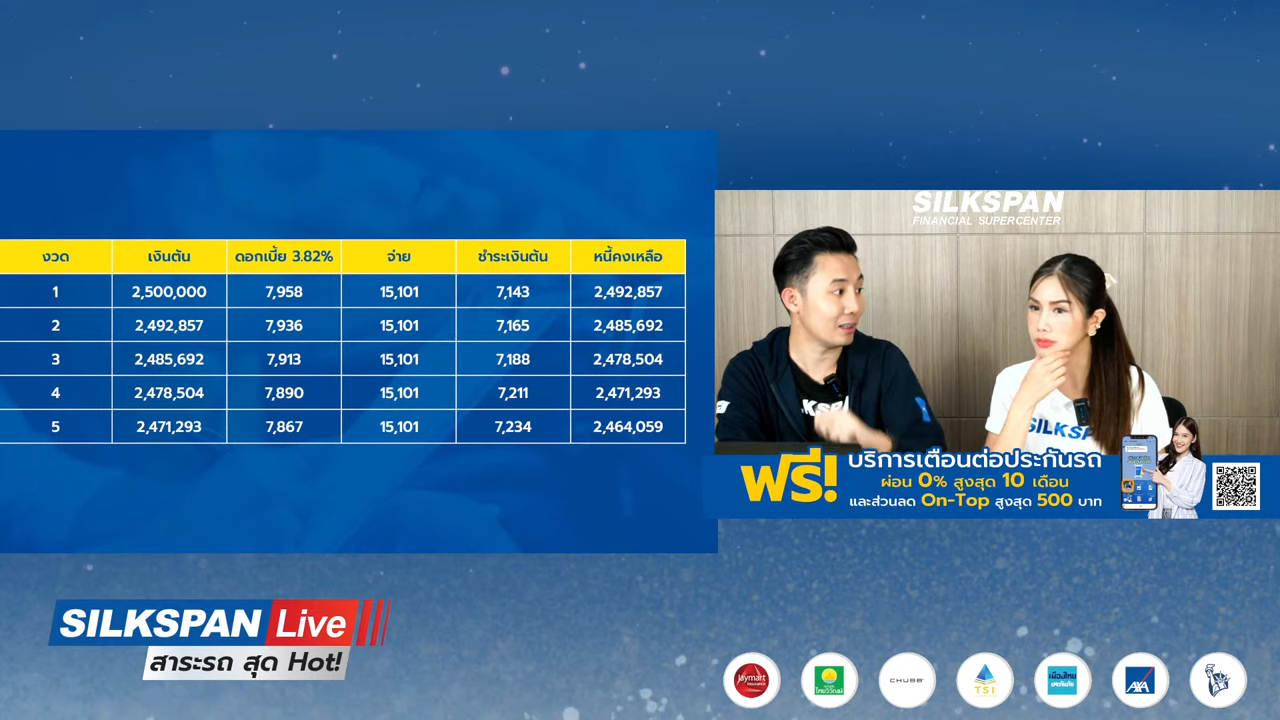 งวด เงินต้น ดอกเบี้ย 3.82% จ่าย ชำระเงินต้น หนี้คงเหลือ
1 2,500,000 7,958 15,101 7,143 2,492,857
2 2,492,857 7,936 15,101 7,165 2,485,692
3 2,485,692 7,913 15,101 7,188 2,478,504
4 2,478,504 7,890 15,101 7,211 2,471,293
5 2,471,293 7,867 15,101 7,234 2,464,059
SILKSPAN
FINANCIAL SUPERCENTER
ฟรี! บริการเตือนต่อประกันรถ
ผ่อน 0% สูงสุด 10 เดือน
และส่วนลด On-Top สูงสุด 500 บาท
SILKSPAN Live
สาระรถ สุด Hot!
Jaymart
CHUBB
TSI
เมืองไทย
AXA